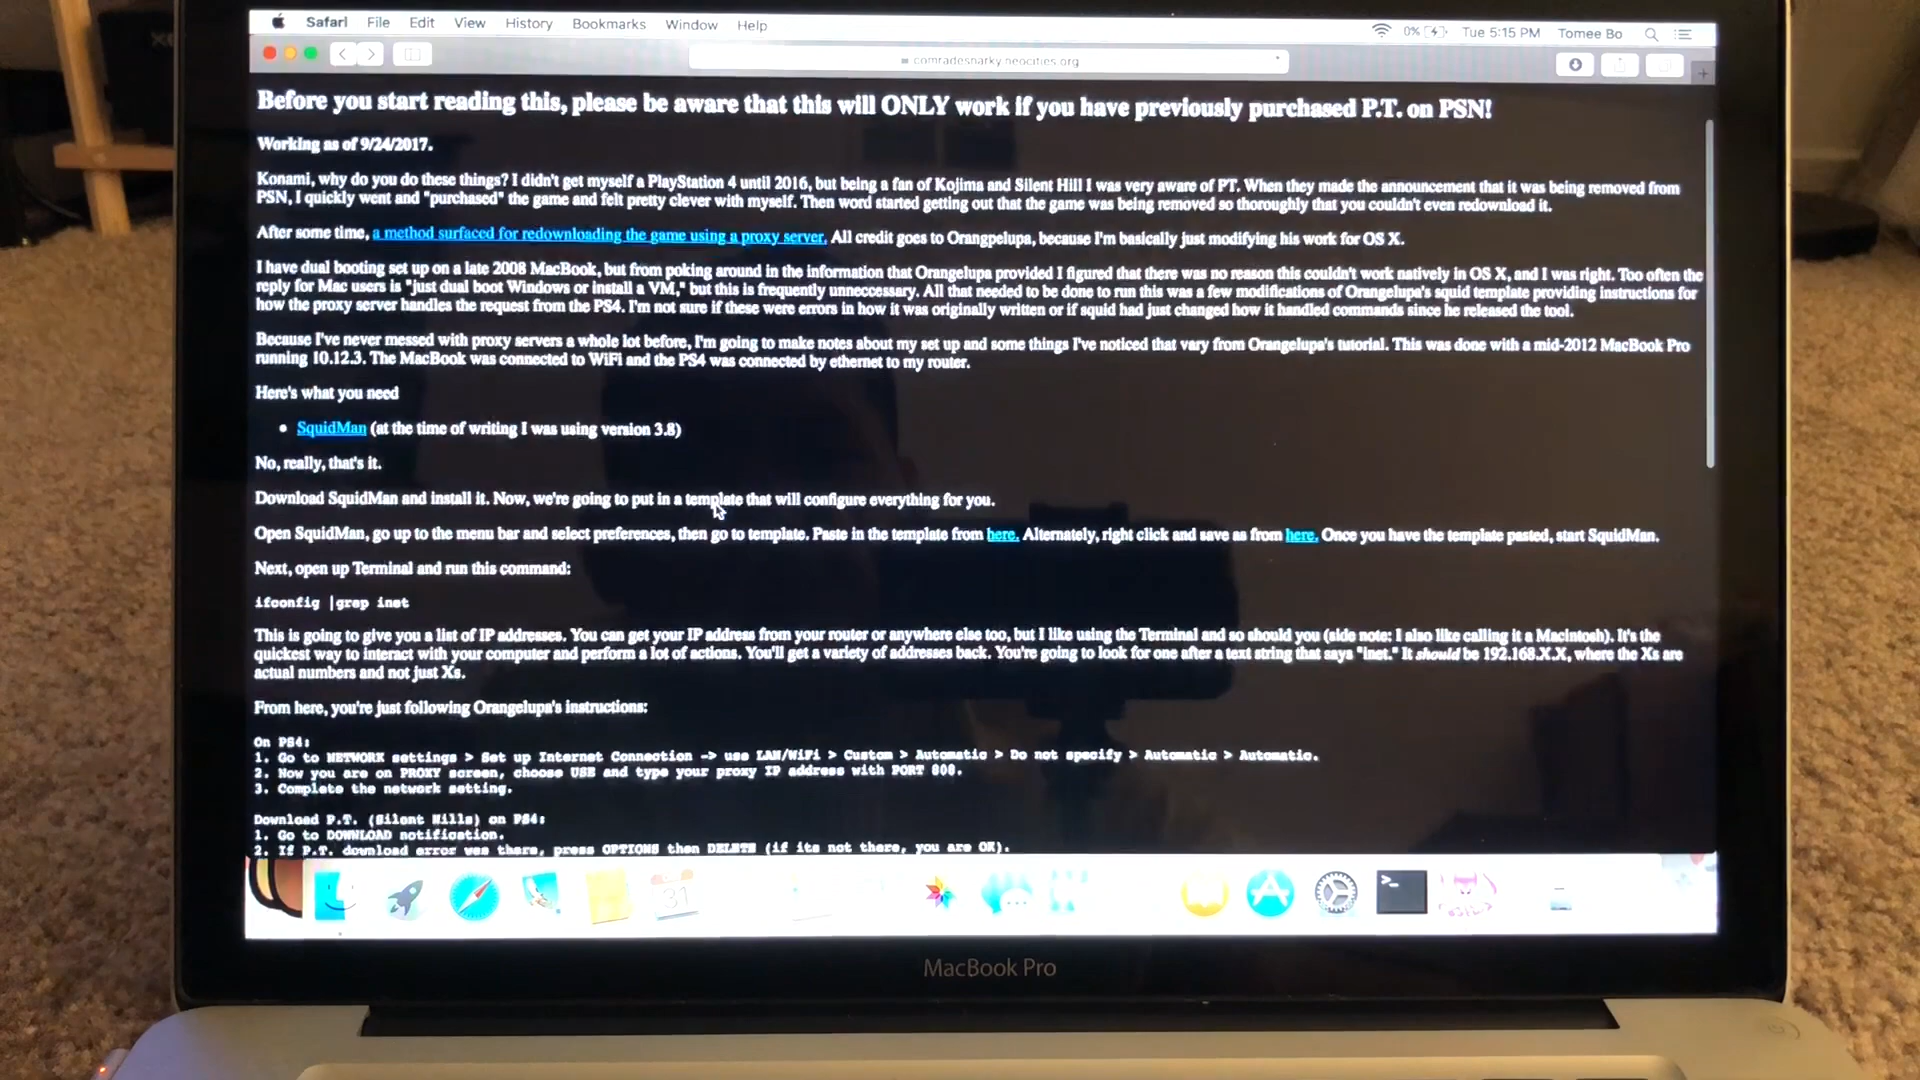 Safari File Edit View History Bookmarks Window Help 0% Tue 5:15 PM Tomee Bo
comradesnarky.neocities.org
Before you start reading this, please be aware that this will ONLY work if you have previously purchased P.T. on PSN!
Working as of 9/24/2017.
Konami, why do you do these things? I didn't get myself a PlayStation 4 until 2016, but being a fan of Kojima and Silent Hill I was very aware of PT. When they made the announcement that it was being removed from
PSN, I quickly went and "purchased" the game and felt pretty clever with myself. Then word started getting out that the game was being removed so thoroughly that you couldn't even redownload it.
After some time, a method surfaced for redownloading the game using a proxy server. All credit goes to Orangpelupa, because I'm basically just modifying his work for OS X.
I have dual booting set up on a late 2008 MacBook, but from poking around in the information that Orangelupa provided I figured that there was no reason this couldn't work natively in OS X, and I was right. Too often the
reply for Mac users is "just dual boot Windows or install a VM," but this is frequently unneccessary. All that needed to be done to run this was a few modifications of Orangelupa's squid template providing instructions for
how the proxy server handles the request from the PS4. I'm not sure if these were errors in how it was originally written or if squid had just changed how it handled commands since he released the tool.
Because I've never messed with proxy servers a whole lot before, I'm going to make notes about my set up and some things I've noticed that vary from Orangelupa's tutorial. This was done with a mid-2012 MacBook Pro
running 10.12.3. The MacBook was connected to WiFi and the PS4 was connected by ethernet to my router.
Here's what you need
• SquidMan (at the time of writing I was using version 3.8)
No, really, that's it.
Download SquidMan and install it. Now, we're going to put in a template that will configure everything for you.
Open SquidMan, go up to the menu bar and select preferences, then go to template. Paste in the template from here. Alternately, right click and save as from here. Once you have the template pasted, start SquidMan.
Next, open up Terminal and run this command:
ifconfig |grep inet
This is going to give you a list of IP addresses. You can get your IP address from your router or anywhere else too, but I like using the Terminal and so should you (side note: I also like calling it a Macintosh). It's the
quickest way to interact with your computer and perform a lot of actions. You'll get a variety of addresses back. You're going to look for one after a text string that says "inet." It should be 192.168.X.X, where the Xs are
actual numbers and not just Xs.
From here, you're just following Orangelupa's instructions:
On PS4:
1. Go to NETWORK settings > Set up Internet Connection -> use LAN/WiFi > Custom > Automatic > Do not specify > Automatic > Automatic.
2. Now you are on PROXY screen, choose USE and type your proxy IP address with PORT 808.
3. Complete the network setting.
Download P.T. (Silent Hills) on PS4:
1. Go to DOWNLOAD notification.
2. If P.T. download error was there, press OPTIONS then DELETE (if its not there, you are OK).
31
MacBook Pro